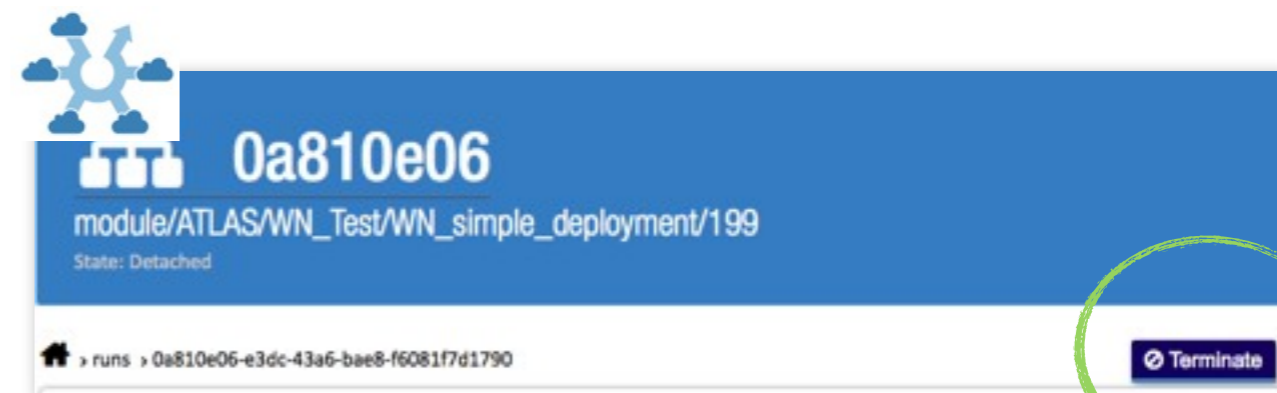 0a810e06
module/ATLAS/WN_Test/WN_simple_deployment/199
State: Detached
› runs › 0a810e06-e3dc-43a6-bae8-f6081f7d1790
Terminate